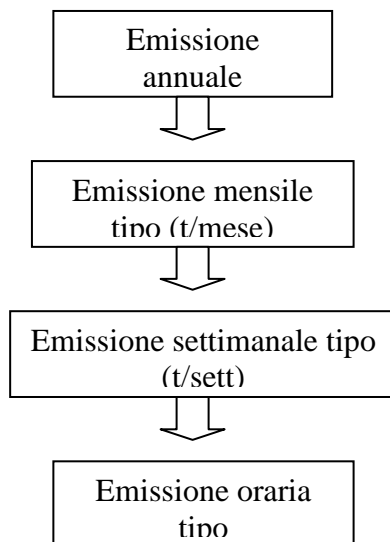 Emissione
annuale
Emissione mensile
tipo (t/mese)
Emissione settimanale tipo
(t/sett)
Emissione oraria
tipo